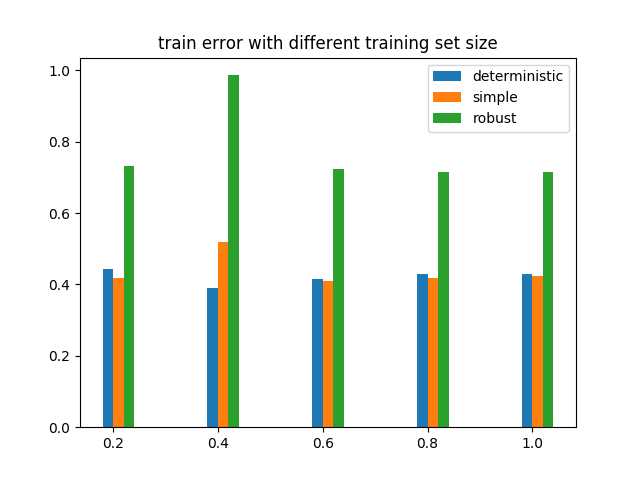 train error with different training set size
deterministic
simple
robust
1.0
0.8
0.6
0.4
0.2
0.0
0.2 0.4 0.6 0.8 1.0